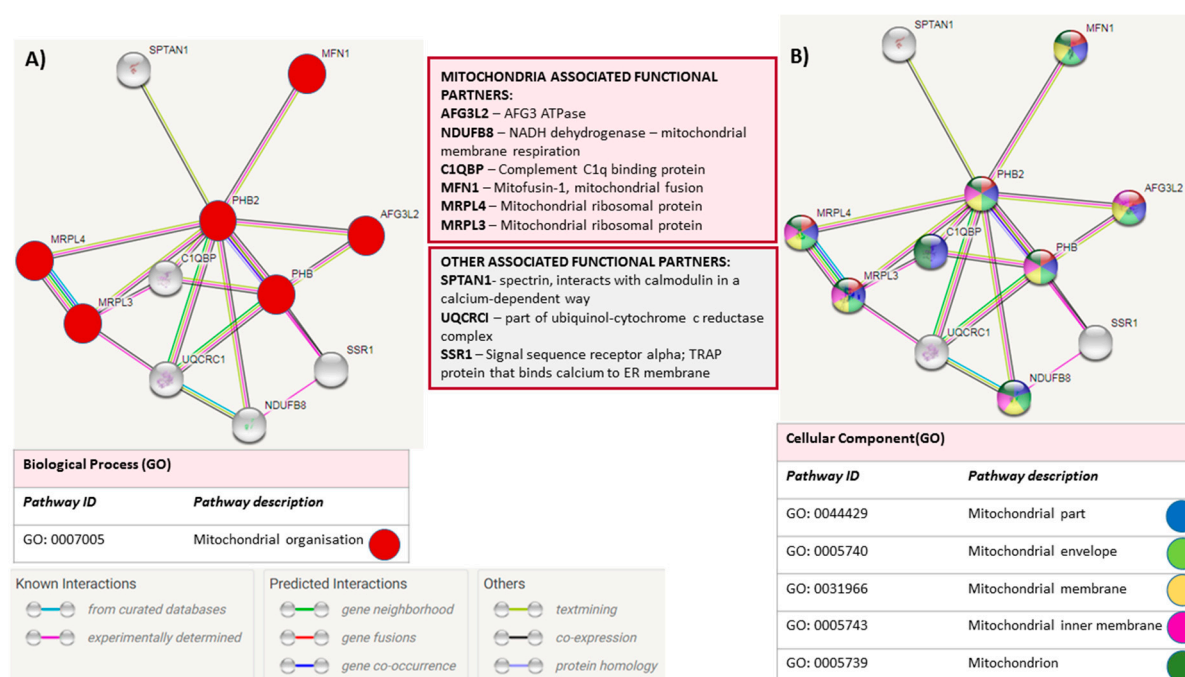 A)
SPTAN1
MFN1
PHB2
AFG3L2
MRPL4
C1QBP
PHB
MRPL3
SSR1
UQCRC1
NDUFB8
MITOCHONDRIA ASSOCIATED FUNCTIONAL
PARTNERS:
AFG3L2 – AFG3 ATPase
NDUFB8 – NADH dehydrogenase – mitochondrial
membrane respiration
C1QBP – Complement C1q binding protein
MFN1 – Mitofusin-1, mitochondrial fusion
MRPL4 – Mitochondrial ribosomal protein
MRPL3 – Mitochondrial ribosomal protein
OTHER ASSOCIATED FUNCTIONAL PARTNERS:
SPTAN1- spectrin, interacts with calmodulin in a
calcium-dependent way
UQCRCI – part of ubiquinol-cytochrome c reductase
complex
SSR1 – Signal sequence receptor alpha; TRAP
protein that binds calcium to ER membrane
B)
SPTAN1
MFN1
PHB2
AFG3L2
MRPL4
C1QBP
PHB
MRPL3
SSR1
UQCRC1
NDUFB8
Biological Process (GO)
Pathway ID Pathway description
GO: 0007005 Mitochondrial organisation
Known Interactions
from curated databases
experimentally determined
Predicted Interactions
gene neighborhood
gene fusions
gene co-occurrence
Others
textmining
co-expression
protein homology
Cellular Component(GO)
Pathway ID Pathway description
GO: 0044429 Mitochondrial part
GO: 0005740 Mitochondrial envelope
GO: 0031966 Mitochondrial membrane
GO: 0005743 Mitochondrial inner membrane
GO: 0005739 Mitochondrion